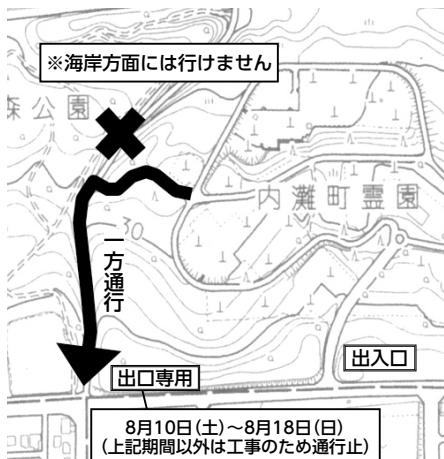 ※海岸方面には行けません
森公園
内灘町霊園
30
一方通行
出入口
出口専用
8月10日(土)～8月18日(日)
(上記期間以外は工事のため通行止)